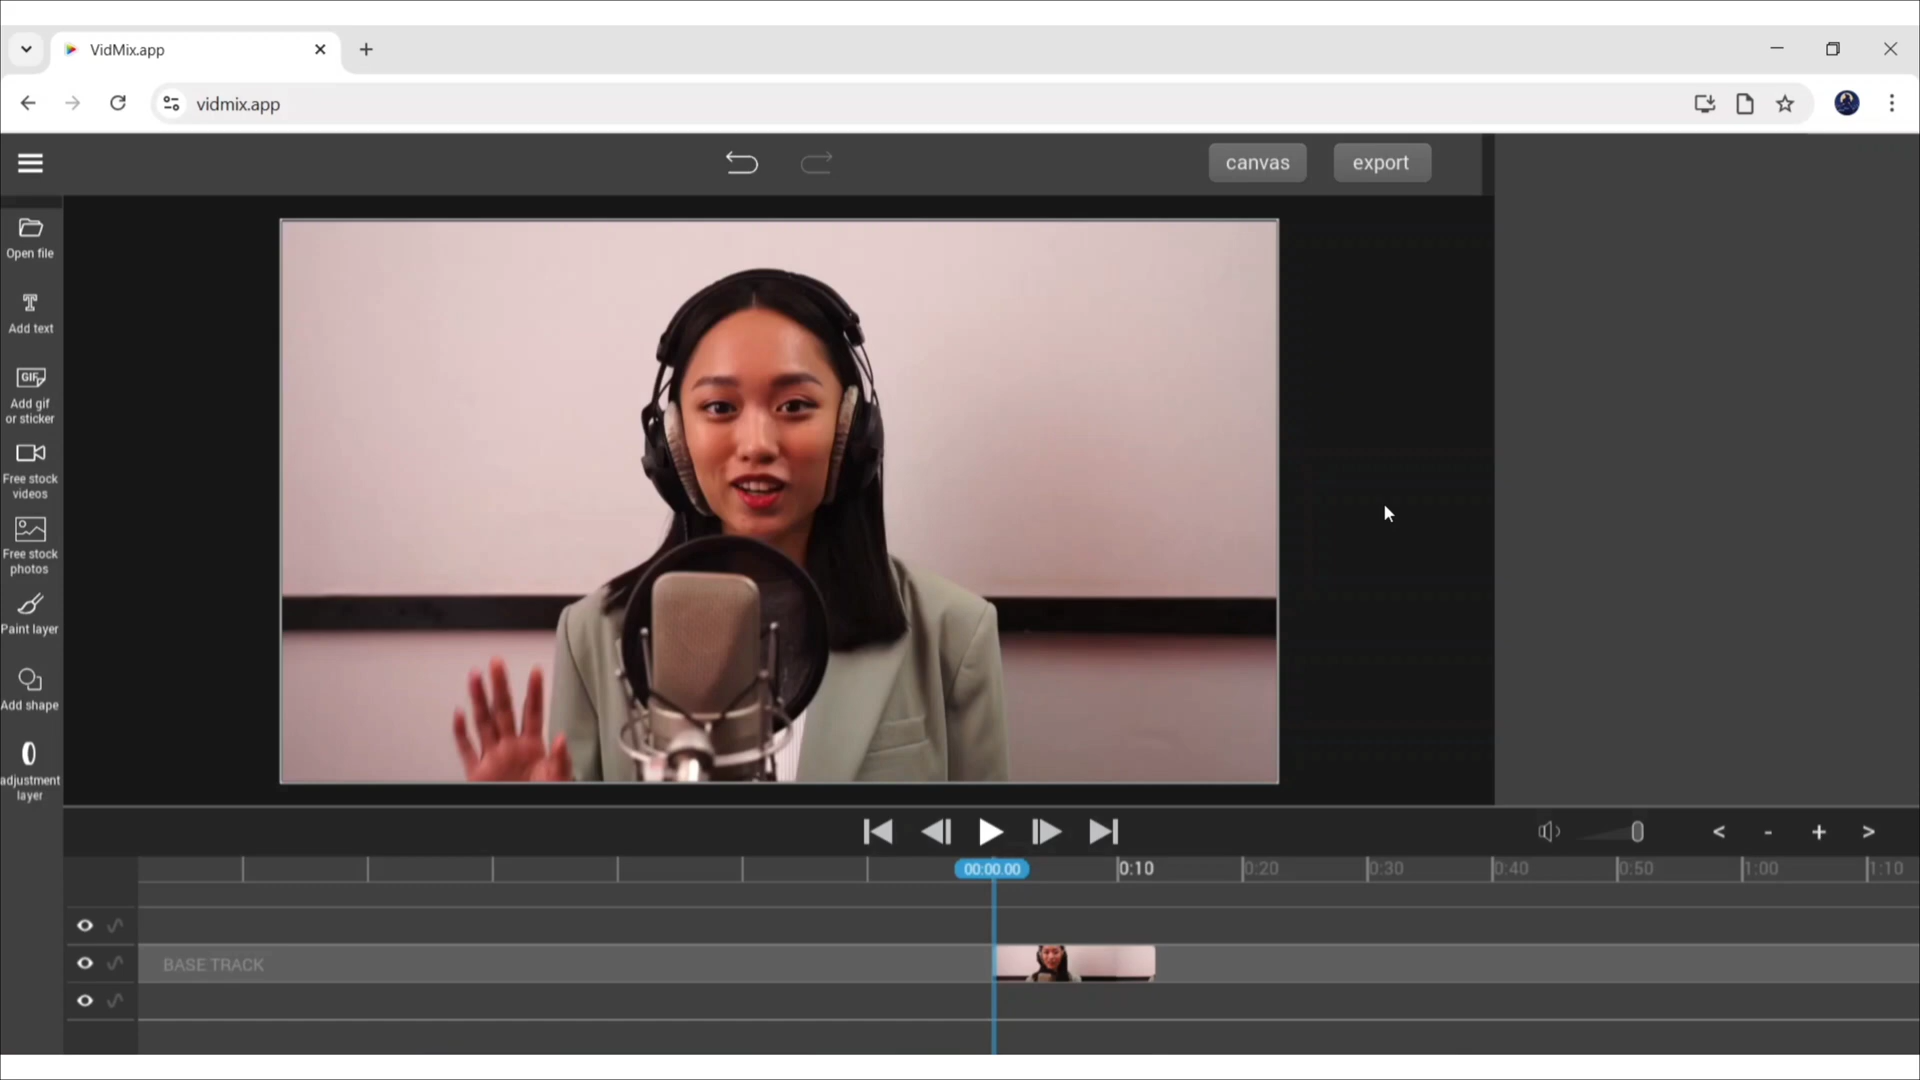 VidMix.app
vidmix.app
canvas
export
Open file
Add text
GIF
Add gif
or sticker
Free stock
videos
Free stock
photos
Paint layer
Add shape
adjustment
layer
< - + >
00:00.00
0:10
0:20
0:30
0:40
0:50
1:00
1:10
BASE TRACK